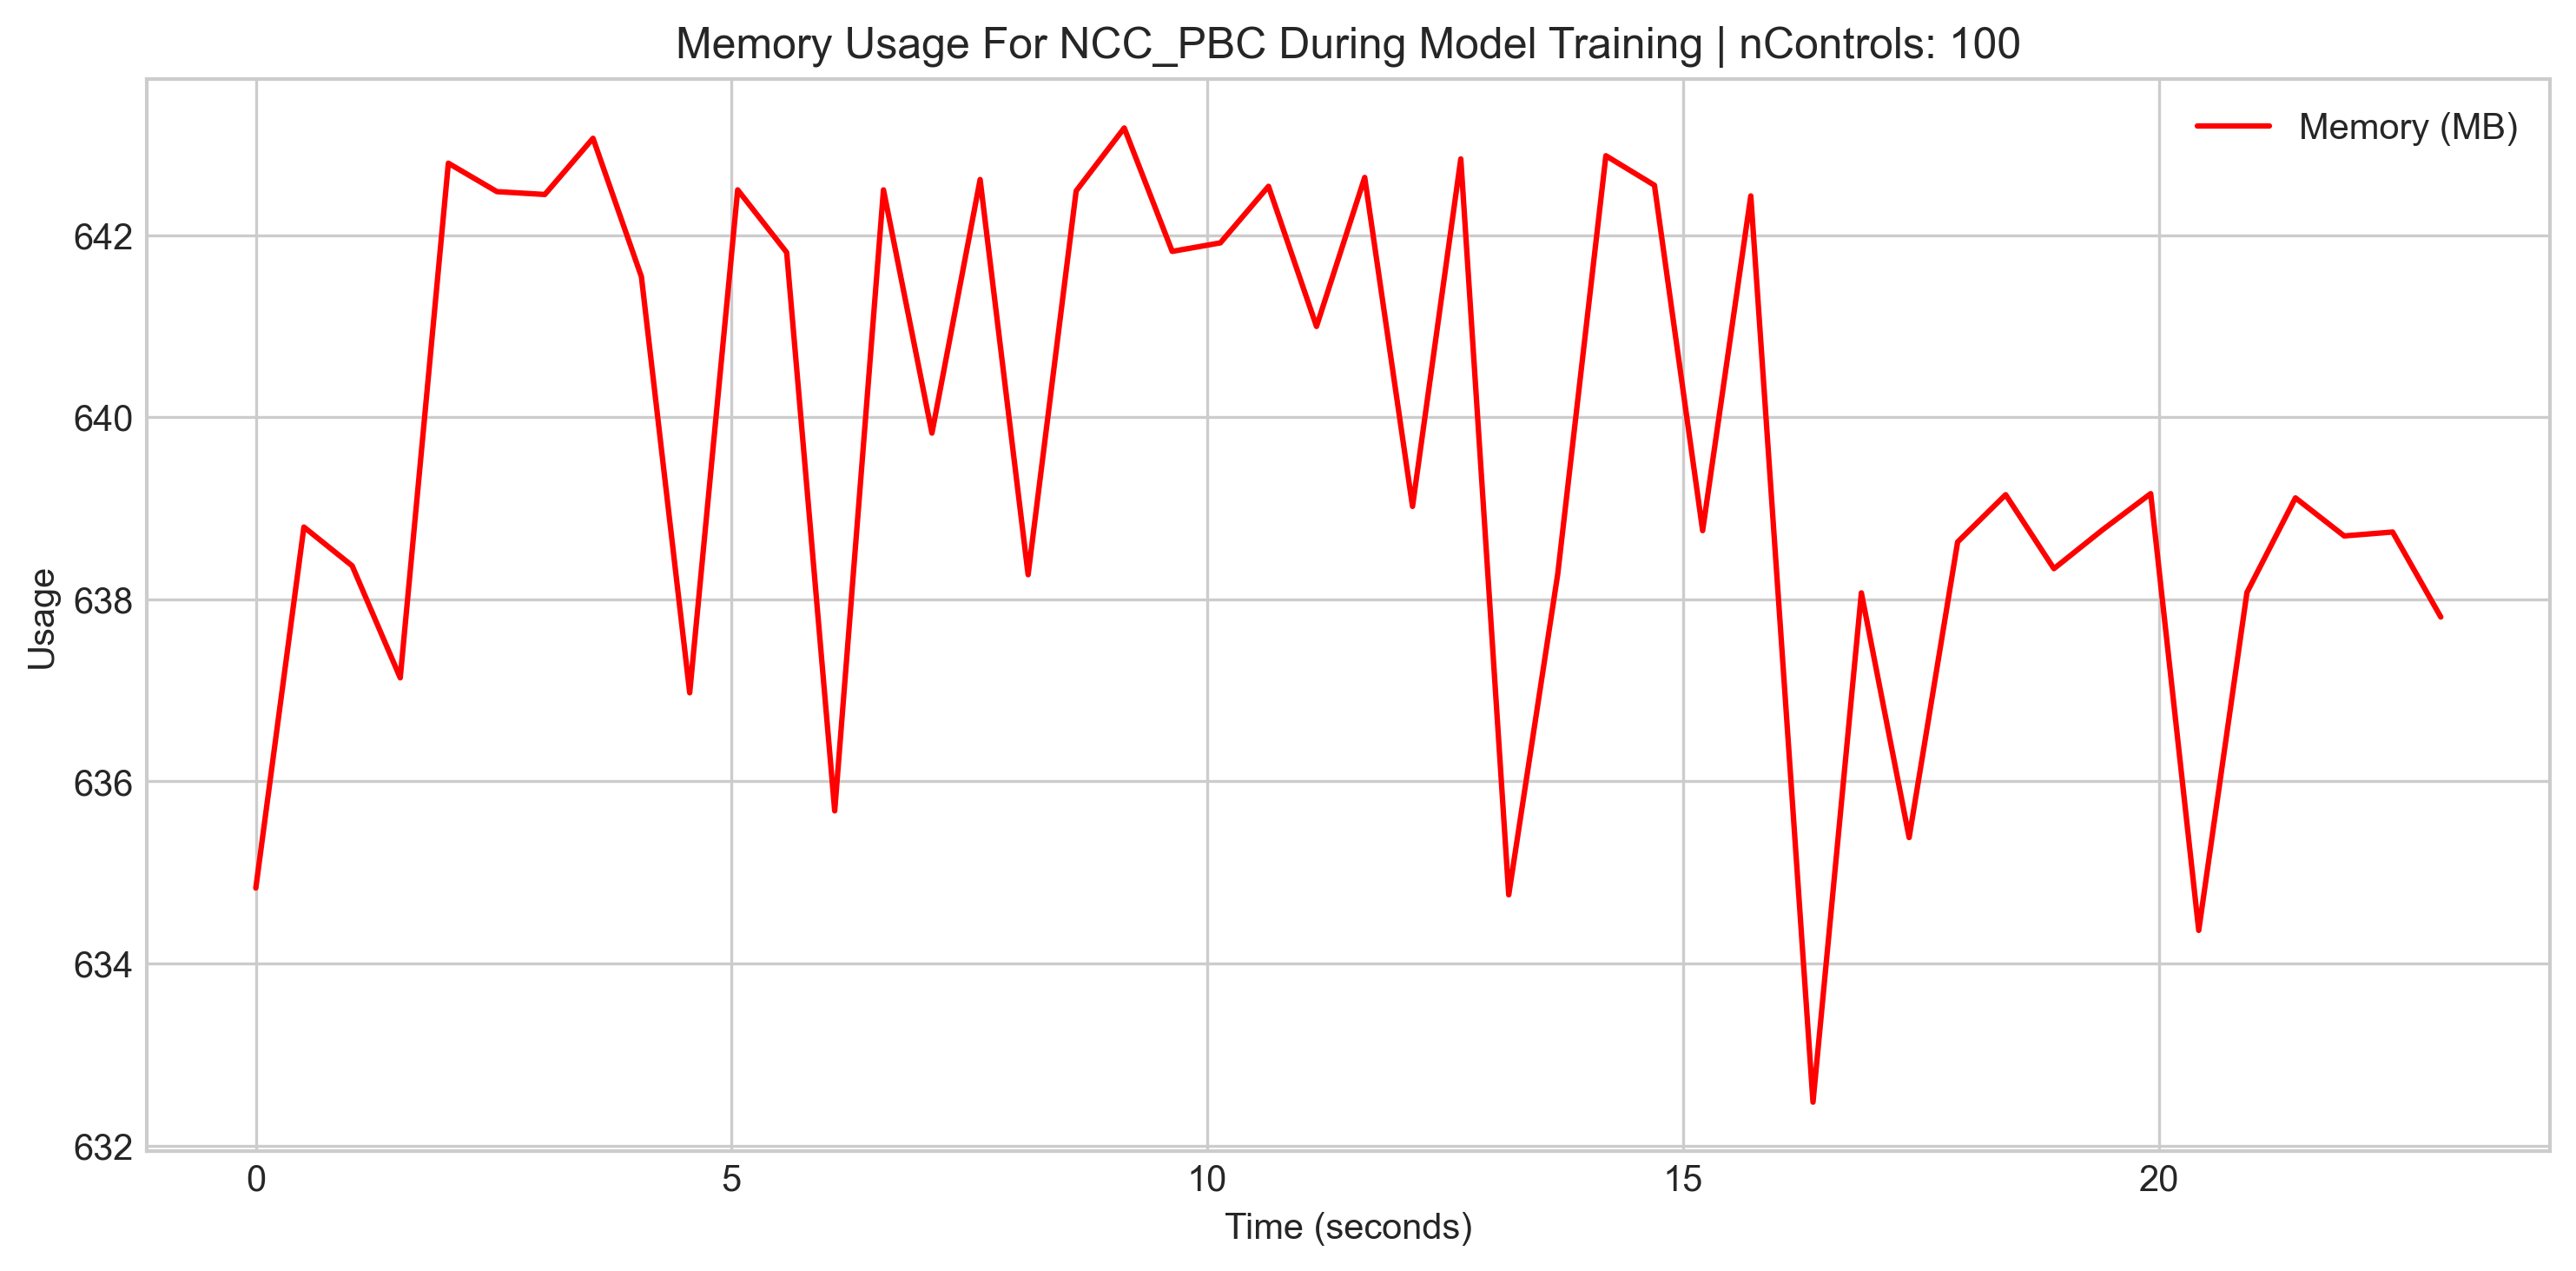 Memory Usage For NCC_PBC During Model Training | nControls: 100
Memory (MB)
642
640
638
636
634
632
Usage
0 5 10 15 20
Time (seconds)